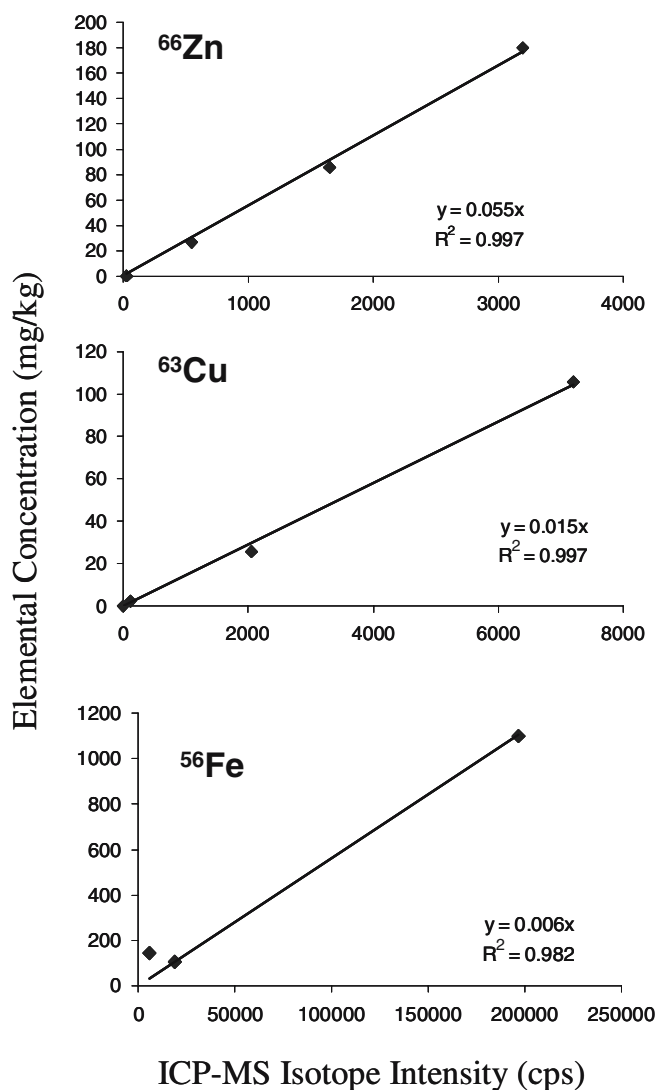 Elemental Concentration (mg/kg)
⁶⁶Zn
200
180
160
140
120
100
80
60
40
20
0
y = 0.055x
R² = 0.997
0 1000 2000 3000 4000
⁶³Cu
120
100
80
60
40
20
0
y = 0.015x
R² = 0.997
0 2000 4000 6000 8000
⁵⁶Fe
1200
1000
800
600
400
200
0
y = 0.006x
R² = 0.982
0 50000 100000 150000 200000 250000
ICP-MS Isotope Intensity (cps)